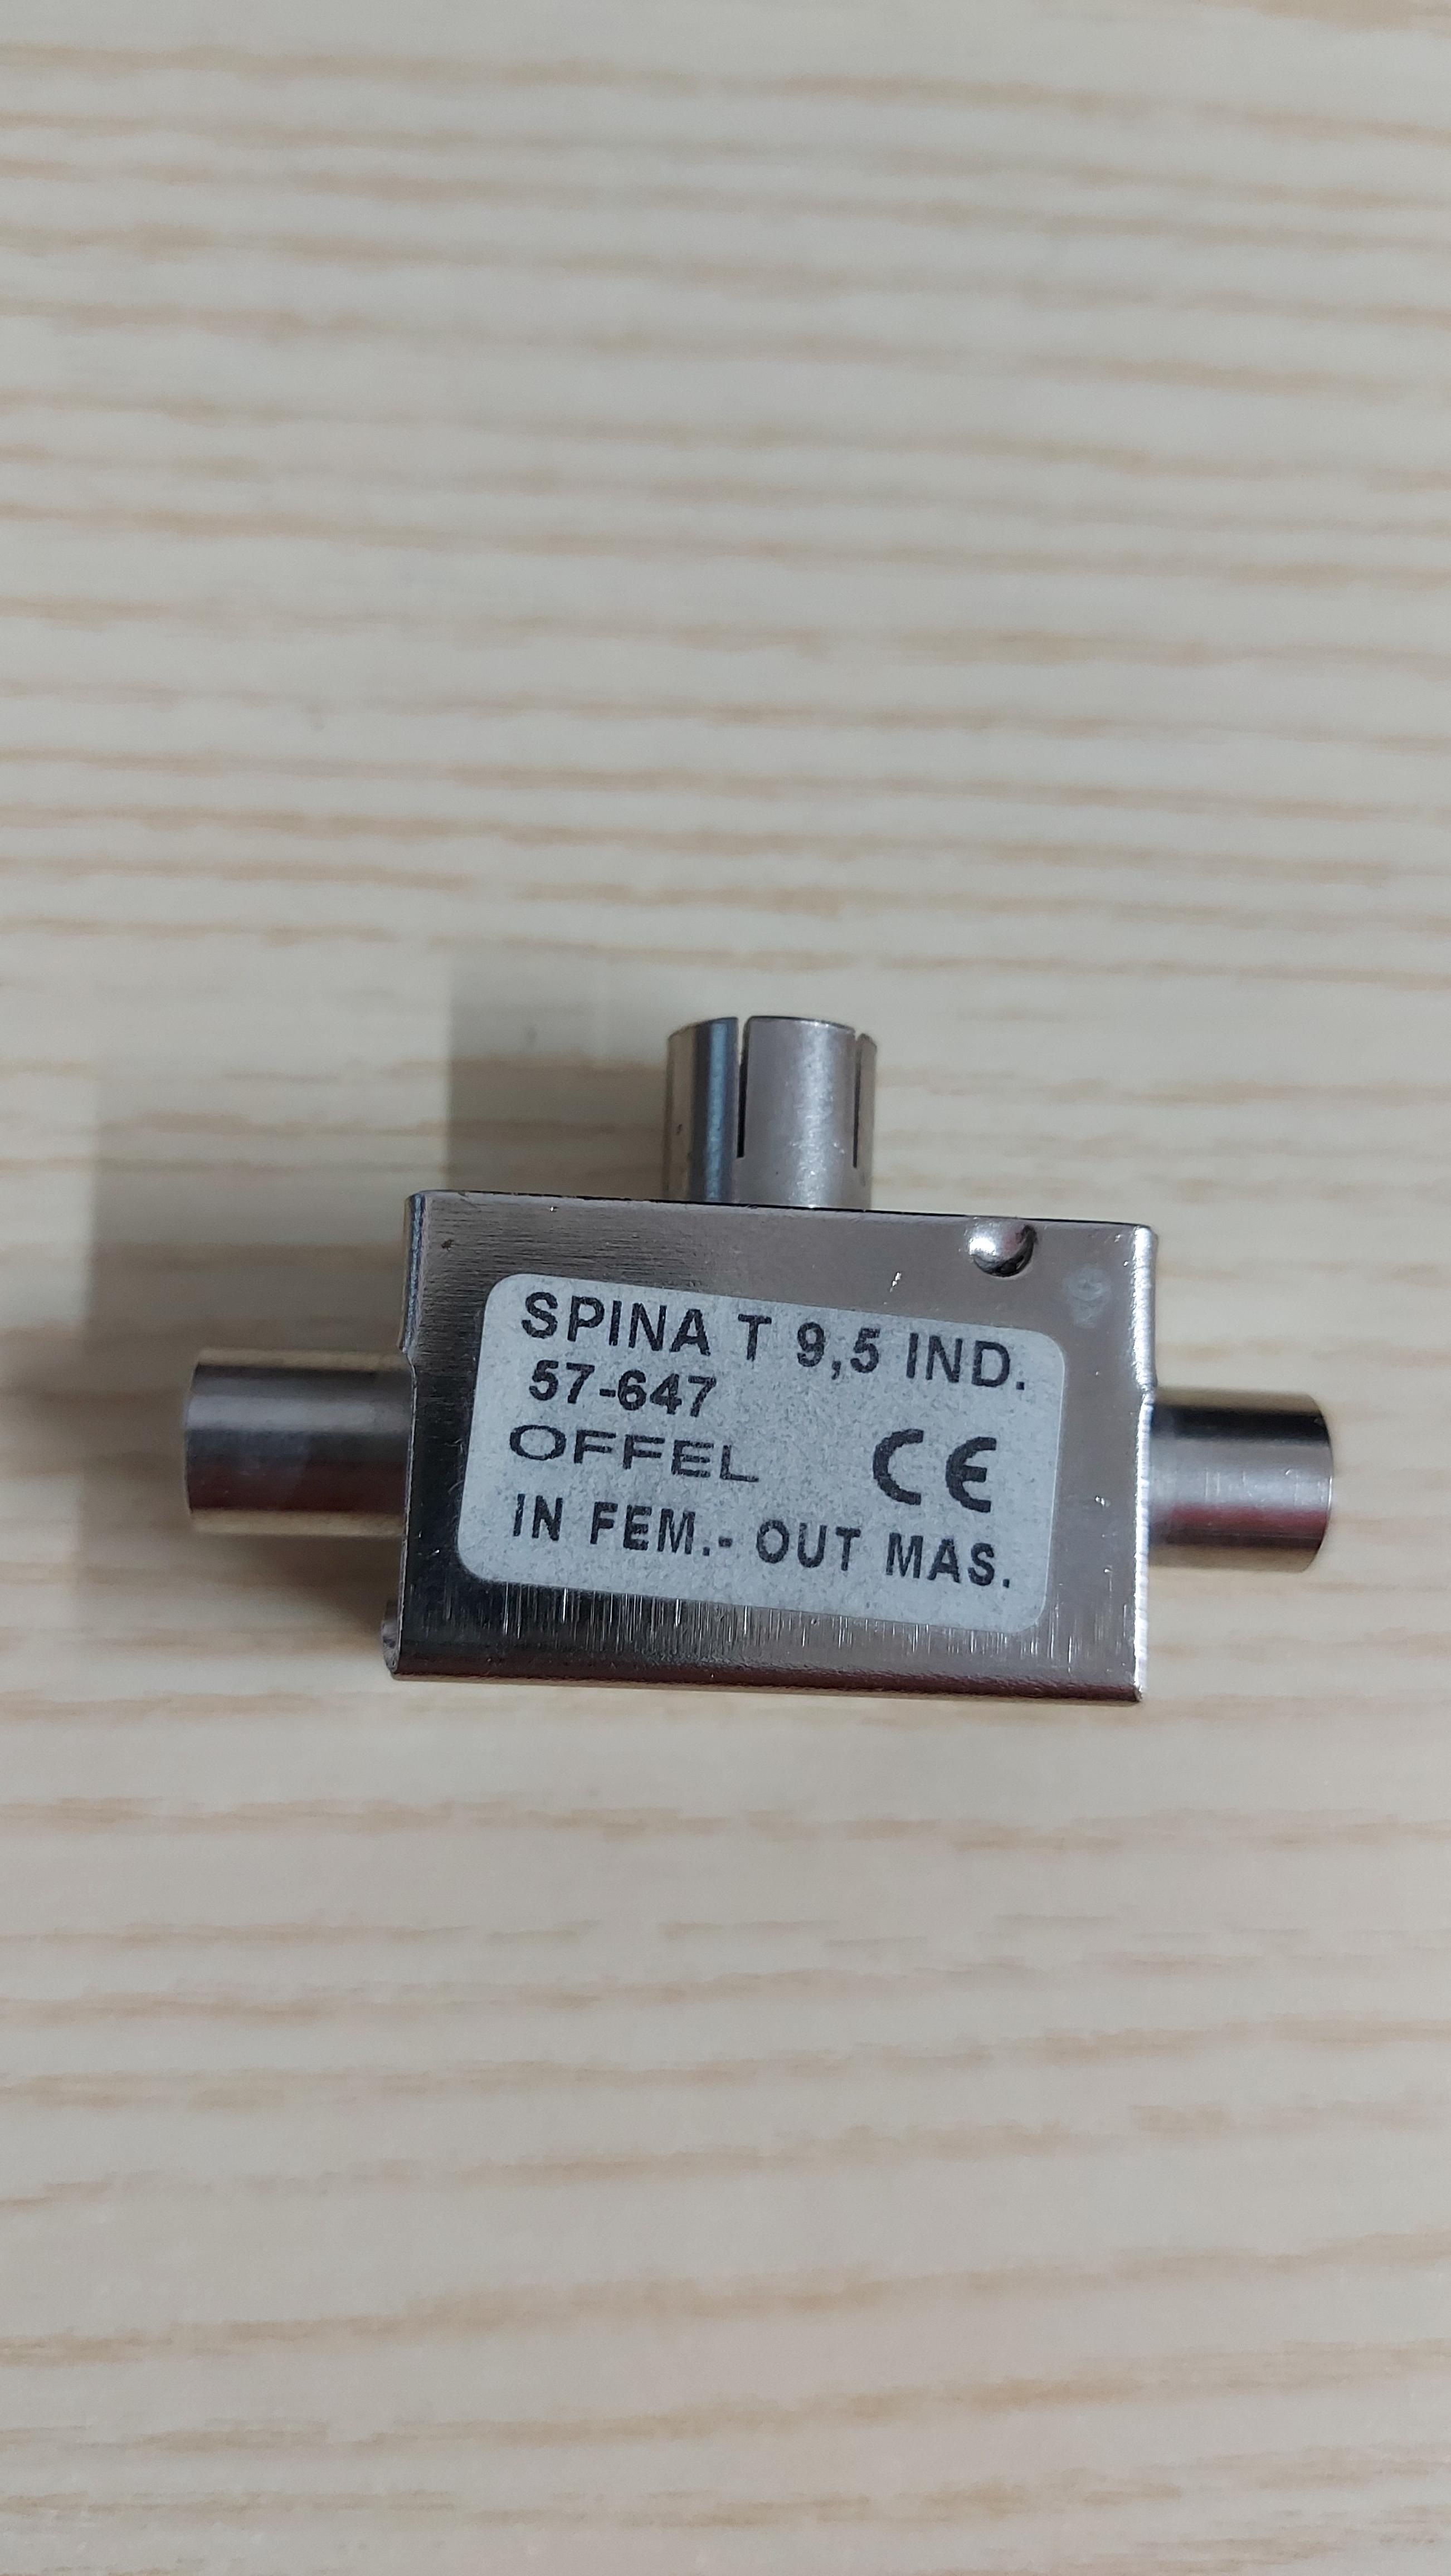 SPINA T 9,5 IND.
57-647
OFFEL CE
IN FEM.- OUT MAS.